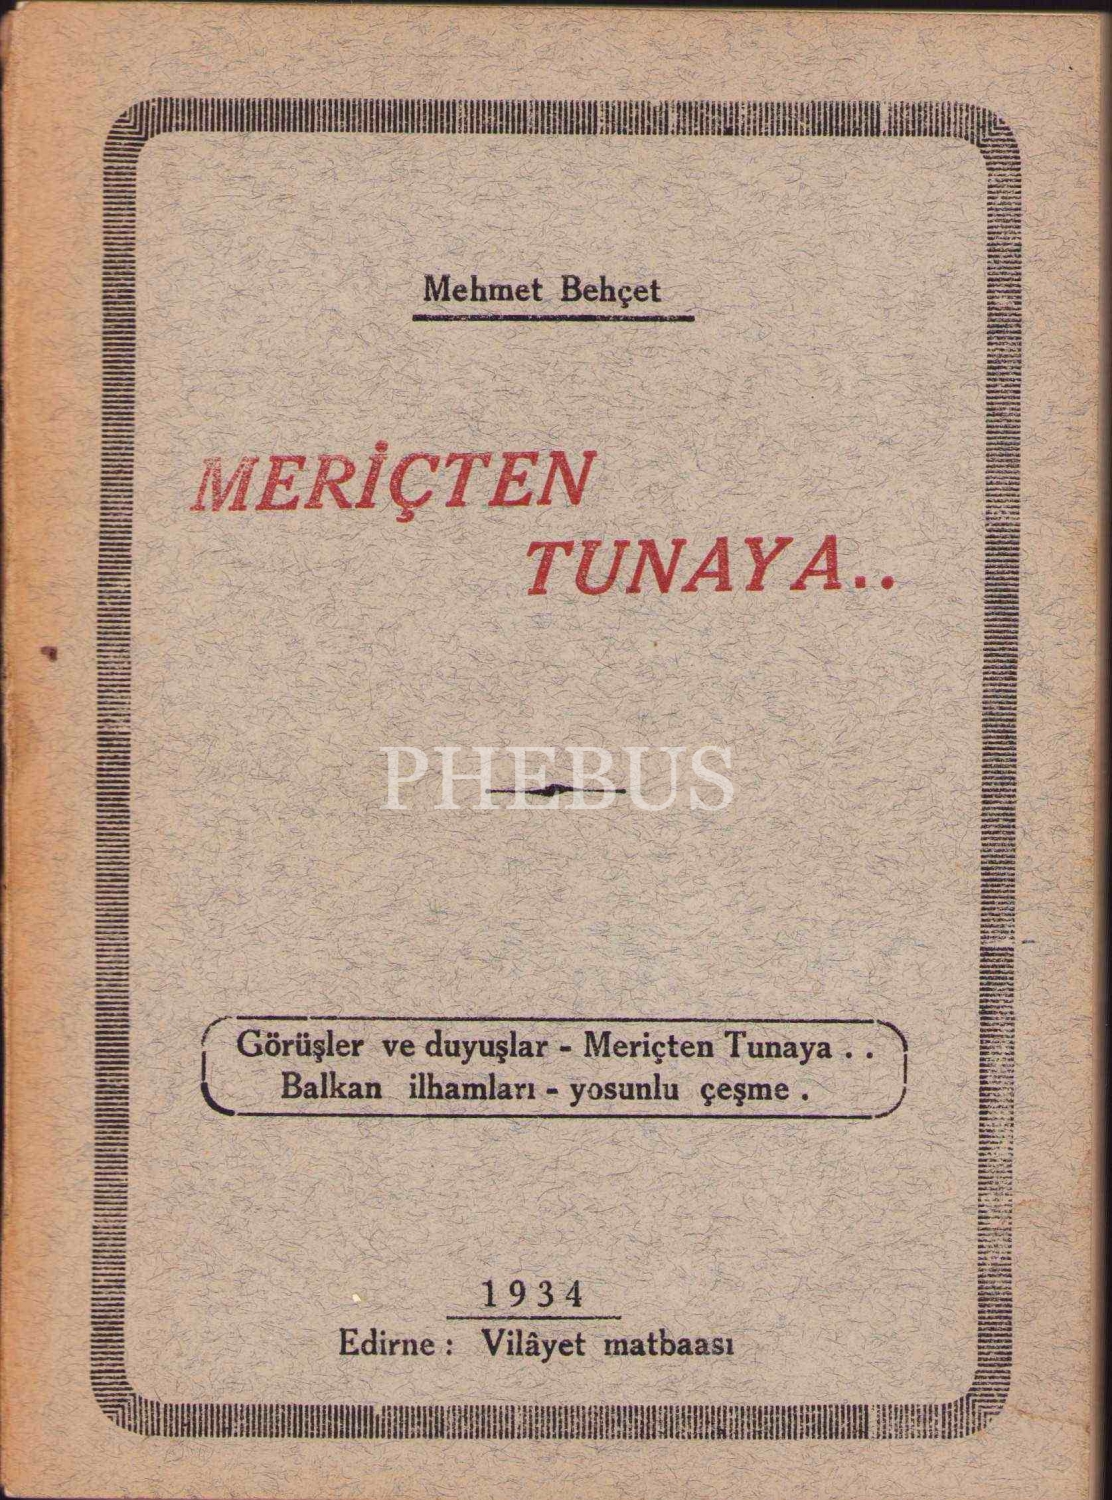 Mehmet Behçet
MERİÇTEN
TUNAYA..
PHEBUS
Görüşler ve duyuşlar - Meriçten Tunaya . .
Balkan ilhamları - yosunlu çeşme .
1934
Edirne : Vilâyet matbaası